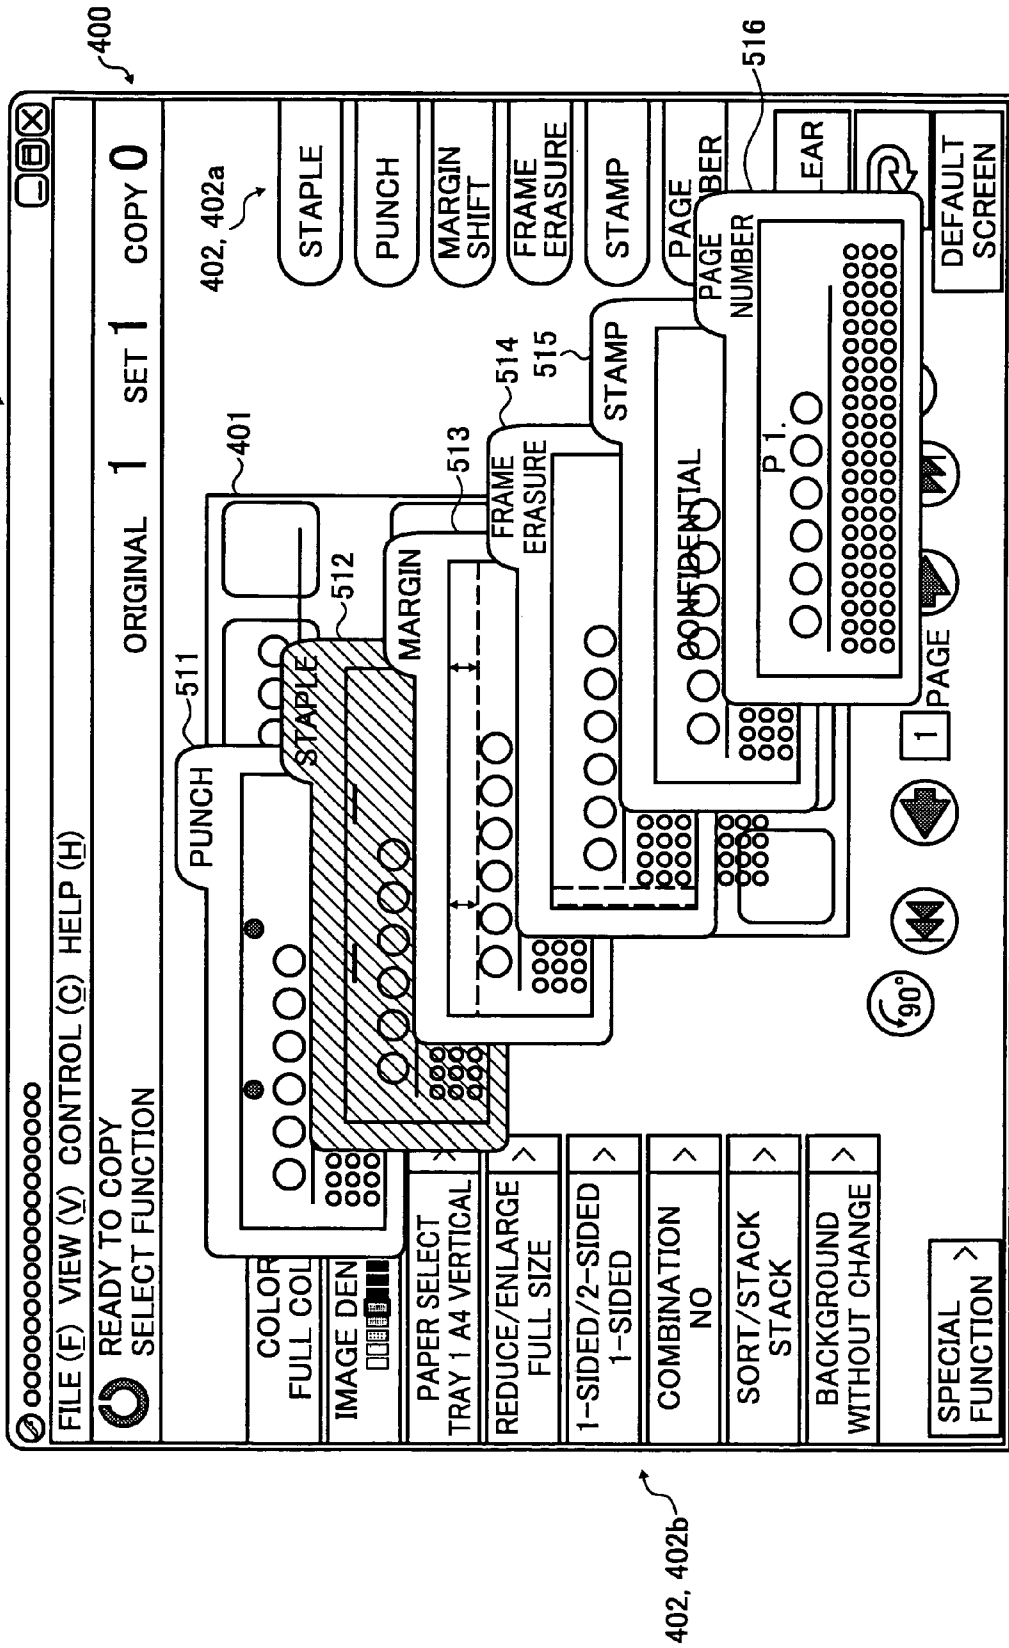 400
FILE (F) VIEW (V) CONTROL (C) HELP (H)
READY TO COPY
SELECT FUNCTION
ORIGINAL 1 SET 1 COPY 0
402, 402a
401
COLOR
FULL COL
IMAGE DEN
PAPER SELECT
TRAY 1 A4 VERTICAL
REDUCE/ENLARGE
FULL SIZE
1-SIDED/2-SIDED
1-SIDED
COMBINATION
NO
SORT/STACK
STACK
BACKGROUND
WITHOUT CHANGE
SPECIAL
FUNCTION
402, 402b
PUNCH
511
STAPLE
512
MARGIN
513
FRAME
ERASURE
514
STAMP
515
CONFIDENTIAL
PAGE
NUMBER
516
P 1.
STAPLE
PUNCH
MARGIN
SHIFT
FRAME
ERASURE
STAMP
PAGE
BER
LEAR
DEFAULT
SCREEN
90°
1 PAGE